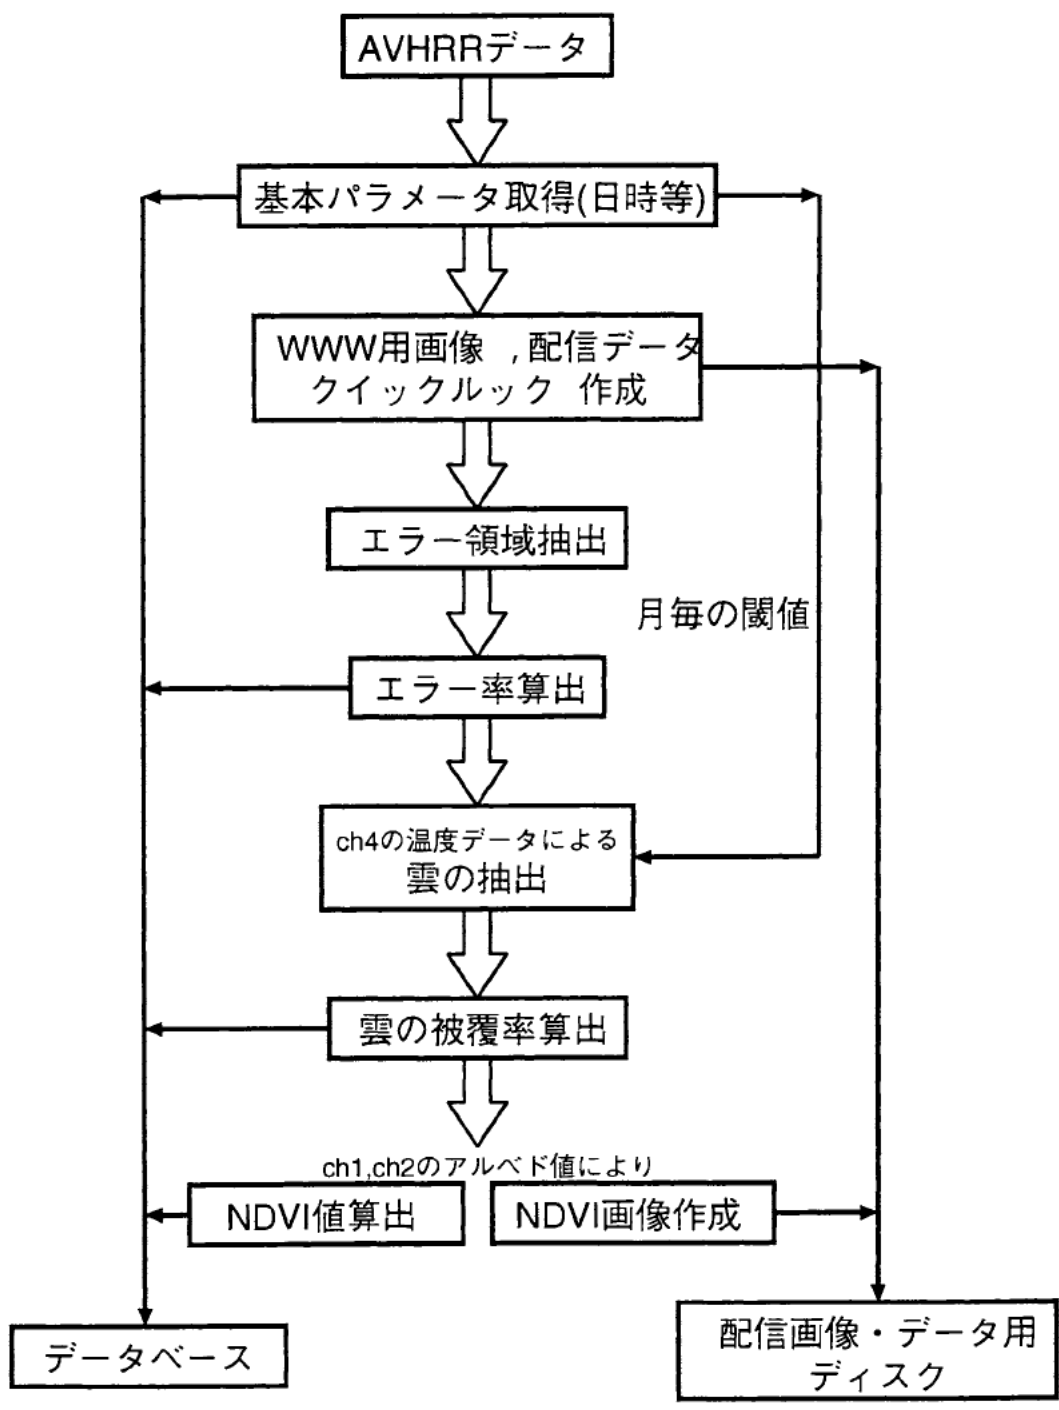 AVHRRデータ
基本パラメータ取得(日時等)
WWW用画像 ,配信データ
クイックルック 作成
エラー領域抽出
月毎の閾値
エラー率算出
ch4の温度データによる
雲の抽出
雲の被覆率算出
ch1,ch2のアルベド値により
NDVI値算出
NDVI画像作成
データベース
配信画像・データ用
ディスク